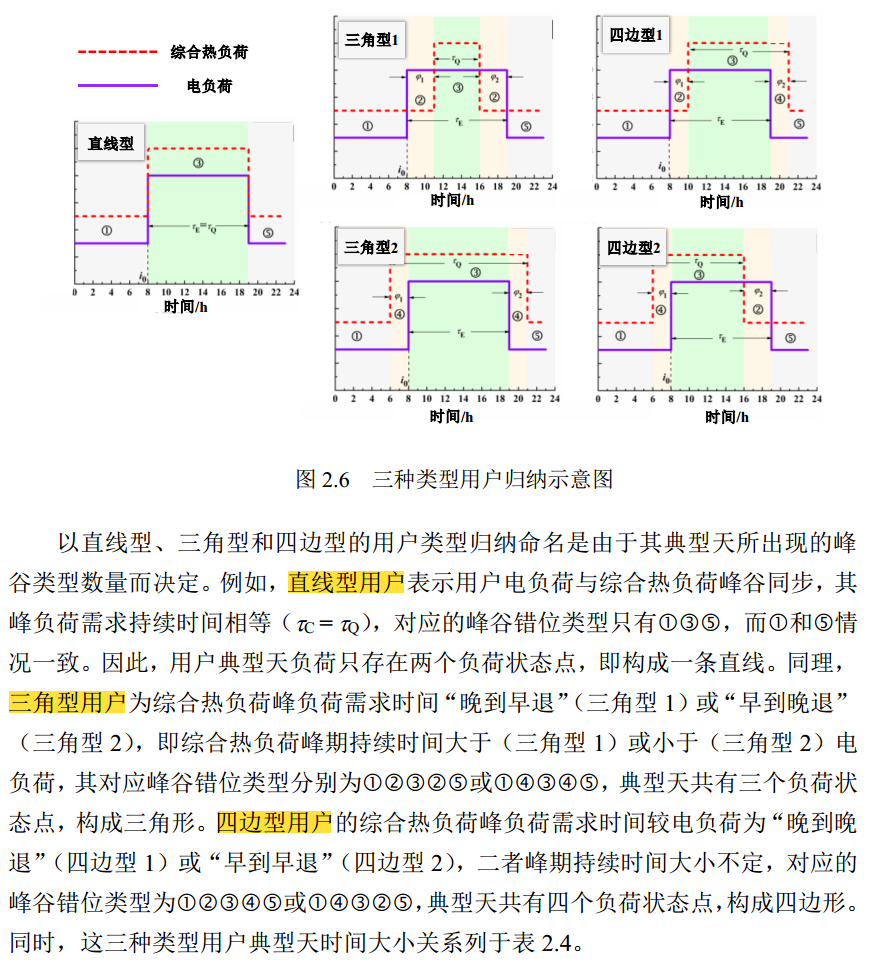 综合热负荷
电负荷
直线型
③
①
τE=τQ
⑤
i0
0 2 4 6 8 10 12 14 16 18 20 22 24
时间/h
三角型1
τQ
φ1
φ2
②
③
②
①
τE
⑤
i0
0 2 4 6 8 10 12 14 16 18 20 22 24
时间/h
四边型1
τQ
③
φ1
φ2
②
④
①
τE
⑤
i0
0 2 4 6 8 10 12 14 16 18 20 22 24
时间/h
三角型2
τQ
③
φ1
φ2
④
④
①
τE
⑤
i0
0 2 4 6 8 10 12 14 16 18 20 22 24
时间/h
四边型2
τQ
③
φ1
φ2
④
②
①
τE
⑤
i0
0 2 4 6 8 10 12 14 16 18 20 22 24
时间/h
图 2.6 三种类型用户归纳示意图
以直线型、三角型和四边型的用户类型归纳命名是由于其典型天所出现的峰
谷类型数量而决定。例如，直线型用户表示用户电负荷与综合热负荷峰谷同步，其
峰负荷需求持续时间相等（τC = τQ），对应的峰谷错位类型只有①③⑤，而①和⑤情
况一致。因此，用户典型天负荷只存在两个负荷状态点，即构成一条直线。同理，
三角型用户为综合热负荷峰负荷需求时间“晚到早退”（三角型 1）或“早到晚退”
（三角型 2），即综合热负荷峰期持续时间大于（三角型 1）或小于（三角型 2）电
负荷，其对应峰谷错位类型分别为①②③②⑤或①④③④⑤，典型天共有三个负荷状
态点，构成三角形。四边型用户的综合热负荷峰负荷需求时间较电负荷为“晚到晚
退”（四边型 1）或“早到早退”（四边型 2），二者峰期持续时间大小不定，对应的
峰谷错位类型为①②③④⑤或①④③②⑤，典型天共有四个负荷状态点，构成四边形。
同时，这三种类型用户典型天时间大小关系列于表 2.4。